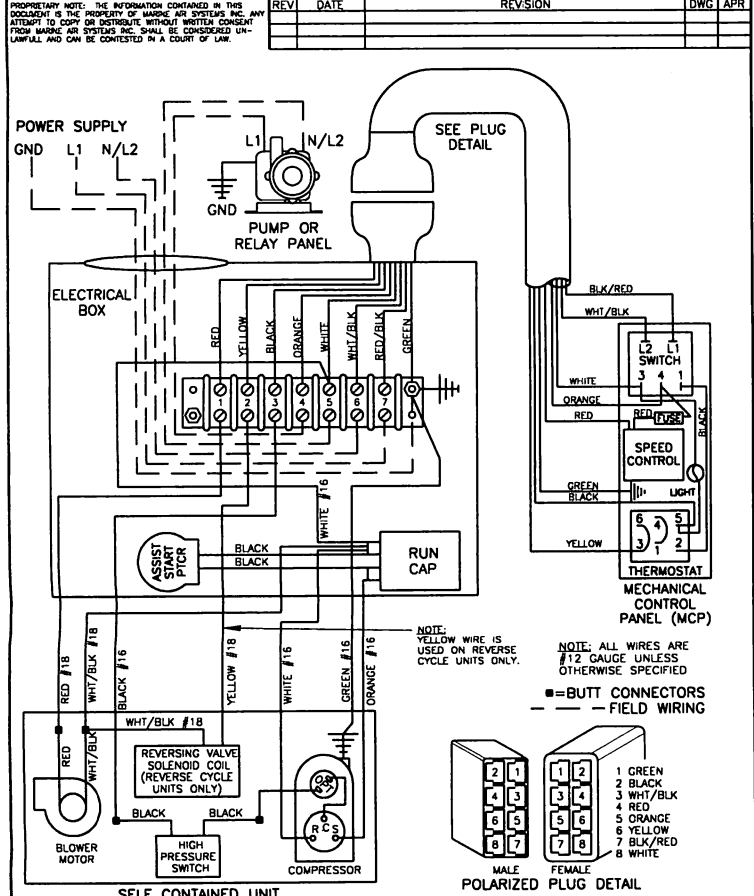 PROPRIETARY NOTE: THE INFORMATION CONTAINED IN THIS
DOCUMENT IS THE PROPERTY OF MARINE AIR SYSTEMS INC. ANY
ATTEMPT TO COPY OR DISTRIBUTE WITHOUT WRITTEN CONSENT
FROM MARINE AIR SYSTEMS INC. SHALL BE CONSIDERED UN-
LAWFULL AND CAN BE CONTESTED IN A COURT OF LAW.
REV DATE REVISION DWG APR
POWER SUPPLY
GND L1 N/L2
L1 N/L2
GND
PUMP OR
RELAY PANEL
SEE PLUG
DETAIL
ELECTRICAL
BOX
RED
YELLOW
BLACK
ORANGE
WHITE
WHT/BLK
RED/BLK
GREEN
1 2 3 4 5 6 7
BLK/RED
WHT/BLK
L2 L1
SWITCH
3 4 1
WHITE
ORANGE
RED
RED
FUSE
BLACK
SPEED
CONTROL
LIGHT
GREEN
BLACK
6 4 5
3 1 2
YELLOW
THERMOSTAT
MECHANICAL
CONTROL
PANEL (MCP)
WHITE #16
ASSIST
START
PTCR
BLACK
BLACK
RUN
CAP
NOTE:
YELLOW WIRE IS
USED ON REVERSE
CYCLE UNITS ONLY.
NOTE: ALL WIRES ARE
#12 GAUGE UNLESS
OTHERWISE SPECIFIED
■=BUTT CONNECTORS
— — —FIELD WIRING
RED #18
WHT/BLK #18
BLACK #16
YELLOW #18
WHITE #16
GREEN #16
ORANGE #16
WHT/BLK #18
RED
WHT/BLK
REVERSING VALVE
SOLENOID COIL
(REVERSE CYCLE
UNITS ONLY)
BLACK
BLACK
BLOWER
MOTOR
HIGH
PRESSURE
SWITCH
R C S
COMPRESSOR
SELF CONTAINED UNIT
2 1
4 3
6 5
8 7
MALE
1 2
3 4
5 6
7 8
FEMALE
1 GREEN
2 BLACK
3 WHT/BLK
4 RED
5 ORANGE
6 YELLOW
7 BLK/RED
8 WHITE
POLARIZED PLUG DETAIL